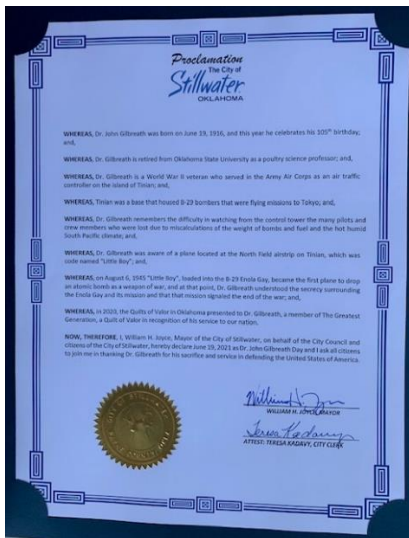 Proclamation
The City of
Stillwater
OKLAHOMA
WHEREAS, Dr. John Gilbreath was born on June 19, 1916, and this year he celebrates his 105th birthday;
and,
WHEREAS, Dr. Gilbreath is retired from Oklahoma State University as a poultry science professor; and,
WHEREAS, Dr. Gilbreath is a World War II veteran who served in the Army Air Corps as an air traffic
controller on the island of Tinian; and,
WHEREAS, Tinian was a base that housed B-29 bombers that were flying missions to Tokyo; and,
WHEREAS, Dr. Gilbreath remembers the difficulty in watching from the control tower the many pilots and
crew members who were lost due to miscalculations of the weight of bombs and fuel and the hot humid
South Pacific climate; and,
WHEREAS, Dr. Gilbreath was aware of a plane located at the North Field airstrip on Tinian, which was
code named "Little Boy"; and,
WHEREAS, on August 6, 1945 "Little Boy", loaded into the B-29 Enola Gay, became the first plane to drop
an atomic bomb as a weapon of war, and at that point, Dr. Gilbreath understood the secrecy surrounding
the Enola Gay and its mission and that that mission signaled the end of the war; and,
WHEREAS, in 2020, the Quilts of Valor in Oklahoma presented to Dr. Gilbreath, a member of The Greatest
Generation, a Quilt of Valor in recognition of his service to our nation.
NOW, THEREFORE, I, William H. Joyce, Mayor of the City of Stillwater, on behalf of the City Council and
citizens of the City of Stillwater, hereby declare June 19, 2021 as Dr. John Gilbreath Day and I ask all citizens
to join me in thanking Dr. Gilbreath for his sacrifice and service in defending the United States of America.
William H. Joyce
WILLIAM H. JOYCE, MAYOR
Teresa Kadavy
ATTEST: TERESA KADAVY, CITY CLERK